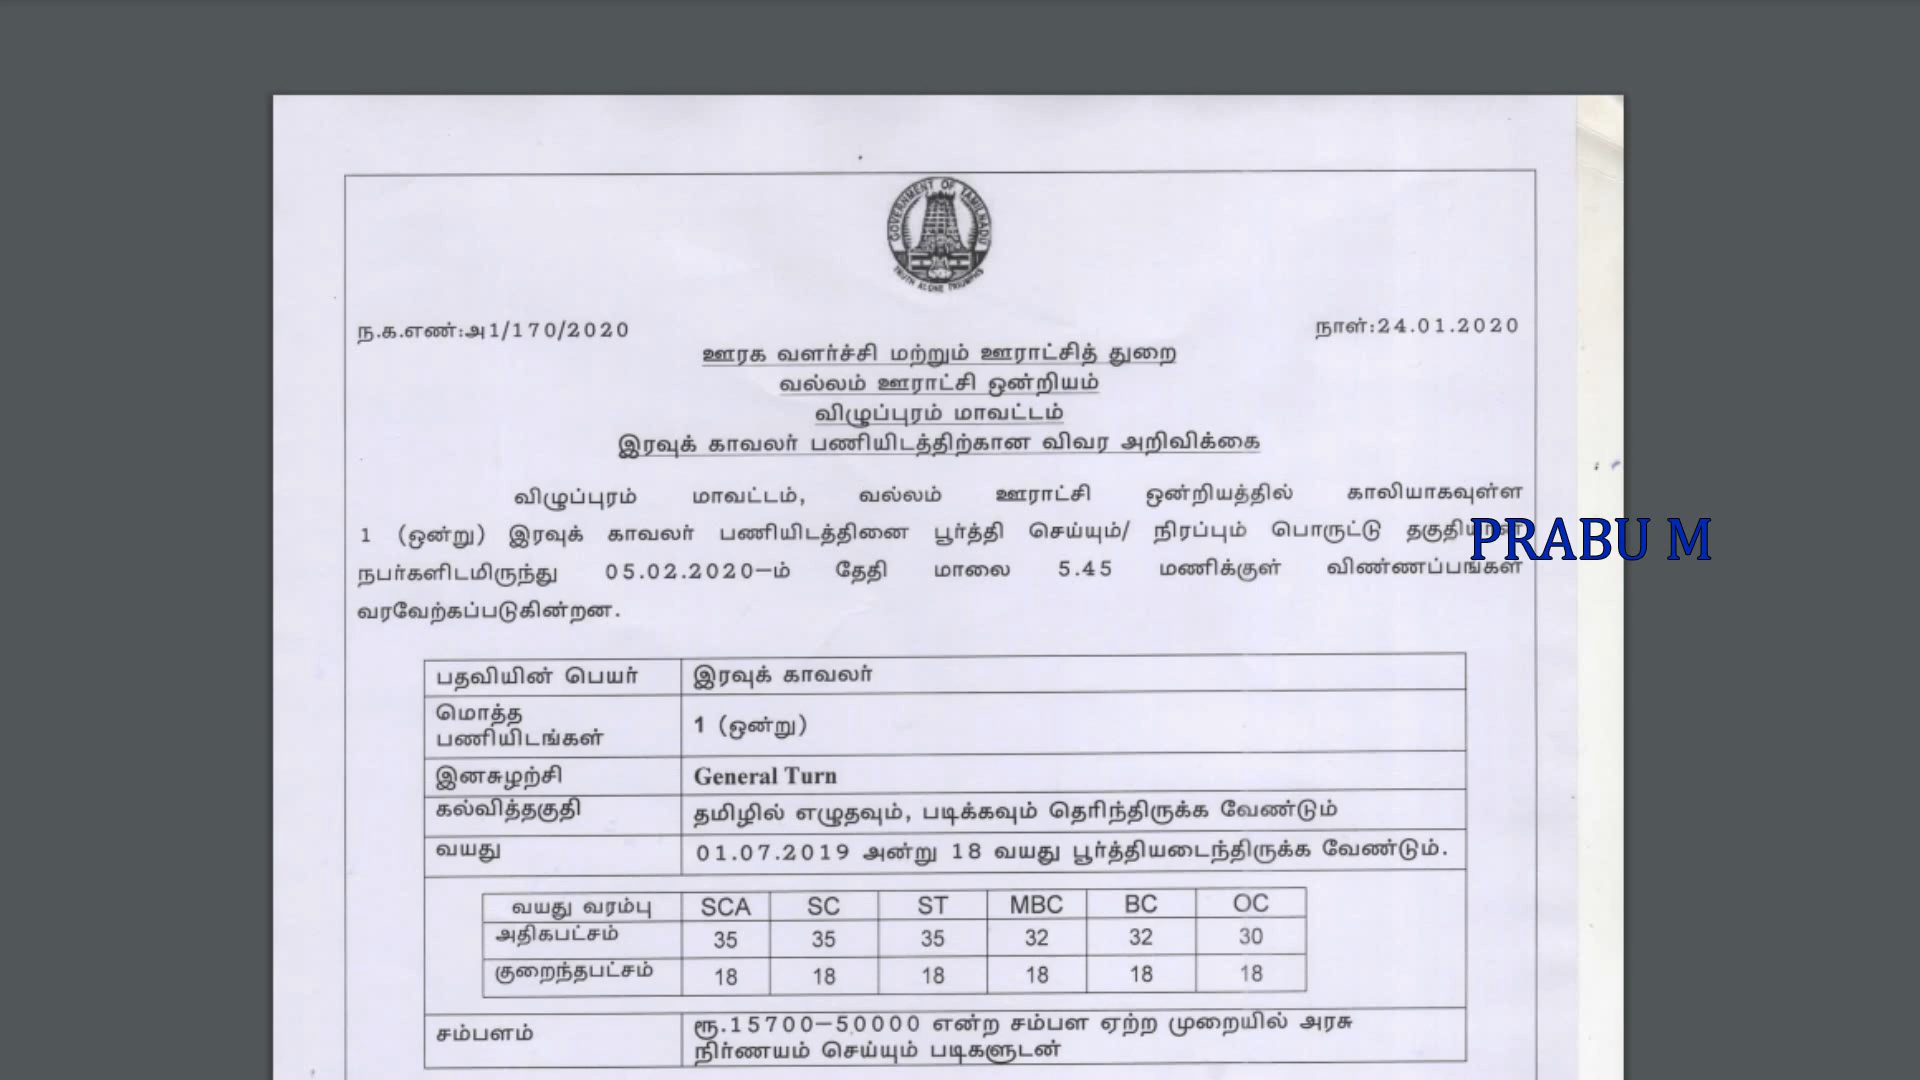 GOVERNMENT OF TAMILNADU
TRUTH ALONE TRIUMPHS
ந.க.எண்:அ1/170/2020
நாள்:24.01.2020
ஊரக வளர்ச்சி மற்றும் ஊராட்சித் துறை
வல்லம் ஊராட்சி ஒன்றியம்
விழுப்புரம் மாவட்டம்
இரவுக் காவலர் பணியிடத்திற்கான விவர அறிவிக்கை
விழுப்புரம் மாவட்டம், வல்லம் ஊராட்சி ஒன்றியத்தில் காலியாகவுள்ள
1 (ஒன்று) இரவுக் காவலர் பணியிடத்தினை பூர்த்தி செய்யும்/ நிரப்பும் பொருட்டு
PRABU M
நபர்களிடமிருந்து 05.02.2020–ம் தேதி மாலை 5.45 மணிக்குள் விண்ணப்பங்கள்
வரவேற்கப்படுகின்றன.
பதவியின் பெயர் இரவுக் காவலர்
மொத்த
பணியிடங்கள் 1 (ஒன்று)
இனசுழற்சி General Turn
கல்வித்தகுதி தமிழில் எழுதவும், படிக்கவும் தெரிந்திருக்க வேண்டும்
வயது 01.07.2019 அன்று 18 வயது பூர்த்தியடைந்திருக்க வேண்டும்.
வயது வரம்பு SCA SC ST MBC BC OC
அதிகபட்சம் 35 35 35 32 32 30
குறைந்தபட்சம் 18 18 18 18 18 18
சம்பளம் ரூ.15700–50000 என்ற சம்பள ஏற்ற முறையில் அரசு
நிர்ணயம் செய்யும் படிகளுடன்